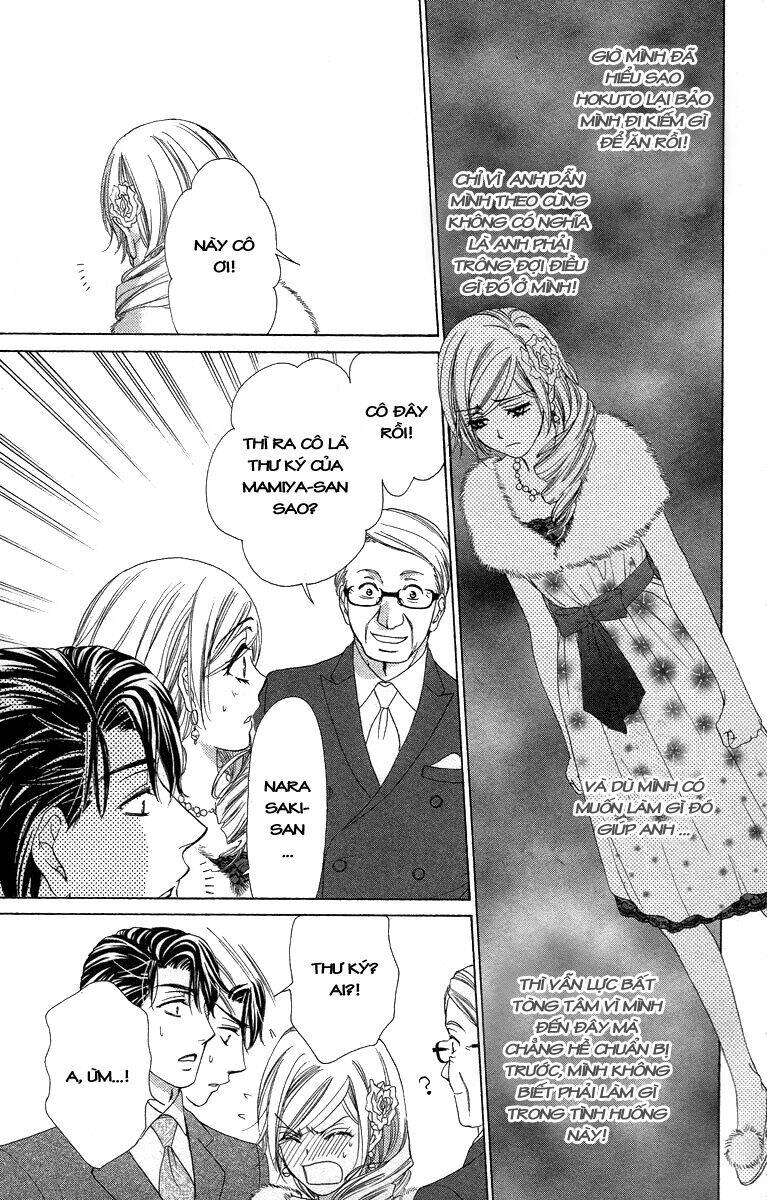 GIỜ MÌNH ĐÃ
HIỂU SAO
HOKUTO LẠI BẢO
MÌNH ĐI KIẾM GÌ
ĐỂ ĂN RỒI!
CHỈ VÌ ANH DẪN
MÌNH THEO CŨNG
KHÔNG CÓ NGHĨA
LÀ ANH PHẢI
TRÔNG ĐỢI ĐIỀU
GÌ ĐÓ Ở MÌNH!
VÀ DÙ MÌNH CÓ
MUỐN LÀM GÌ ĐÓ
GIÚP ANH ...
THÌ VẪN LỰC BẤT
TÒNG TÂM VÌ MÌNH
ĐẾN ĐÂY MÀ
CHẲNG HỀ CHUẨN BỊ
TRƯỚC, MÌNH KHÔNG
BIẾT PHẢI LÀM GÌ
TRONG TÌNH HUỐNG
NÀY!
NÀY CÔ
ƠI!
CÔ ĐÂY
RỒI!
THÌ RA CÔ LÀ
THƯ KÝ CỦA
MAMIYA-SAN
SAO?
NARA
SAKI-
SAN
...
THƯ KÝ?
AI?!
?
A, ỪM...!